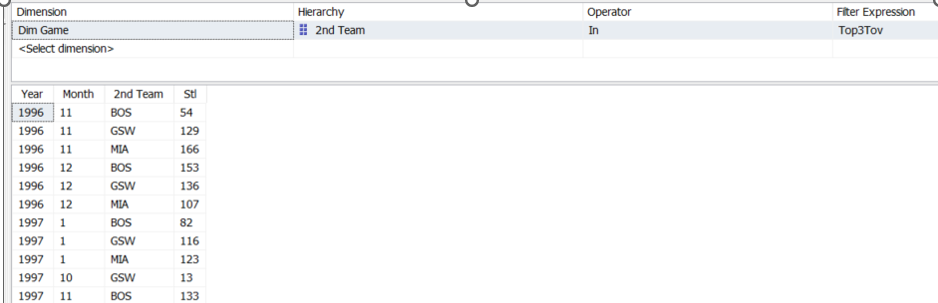 Dimension Hierarchy Operator Filter Expression
Dim Game 2nd Team In Top3Tov
<Select dimension>
Year Month 2nd Team Stl
1996 11 BOS 54
1996 11 GSW 129
1996 11 MIA 166
1996 12 BOS 153
1996 12 GSW 136
1996 12 MIA 107
1997 1 BOS 82
1997 1 GSW 116
1997 1 MIA 123
1997 10 GSW 13
1997 11 BOS 133